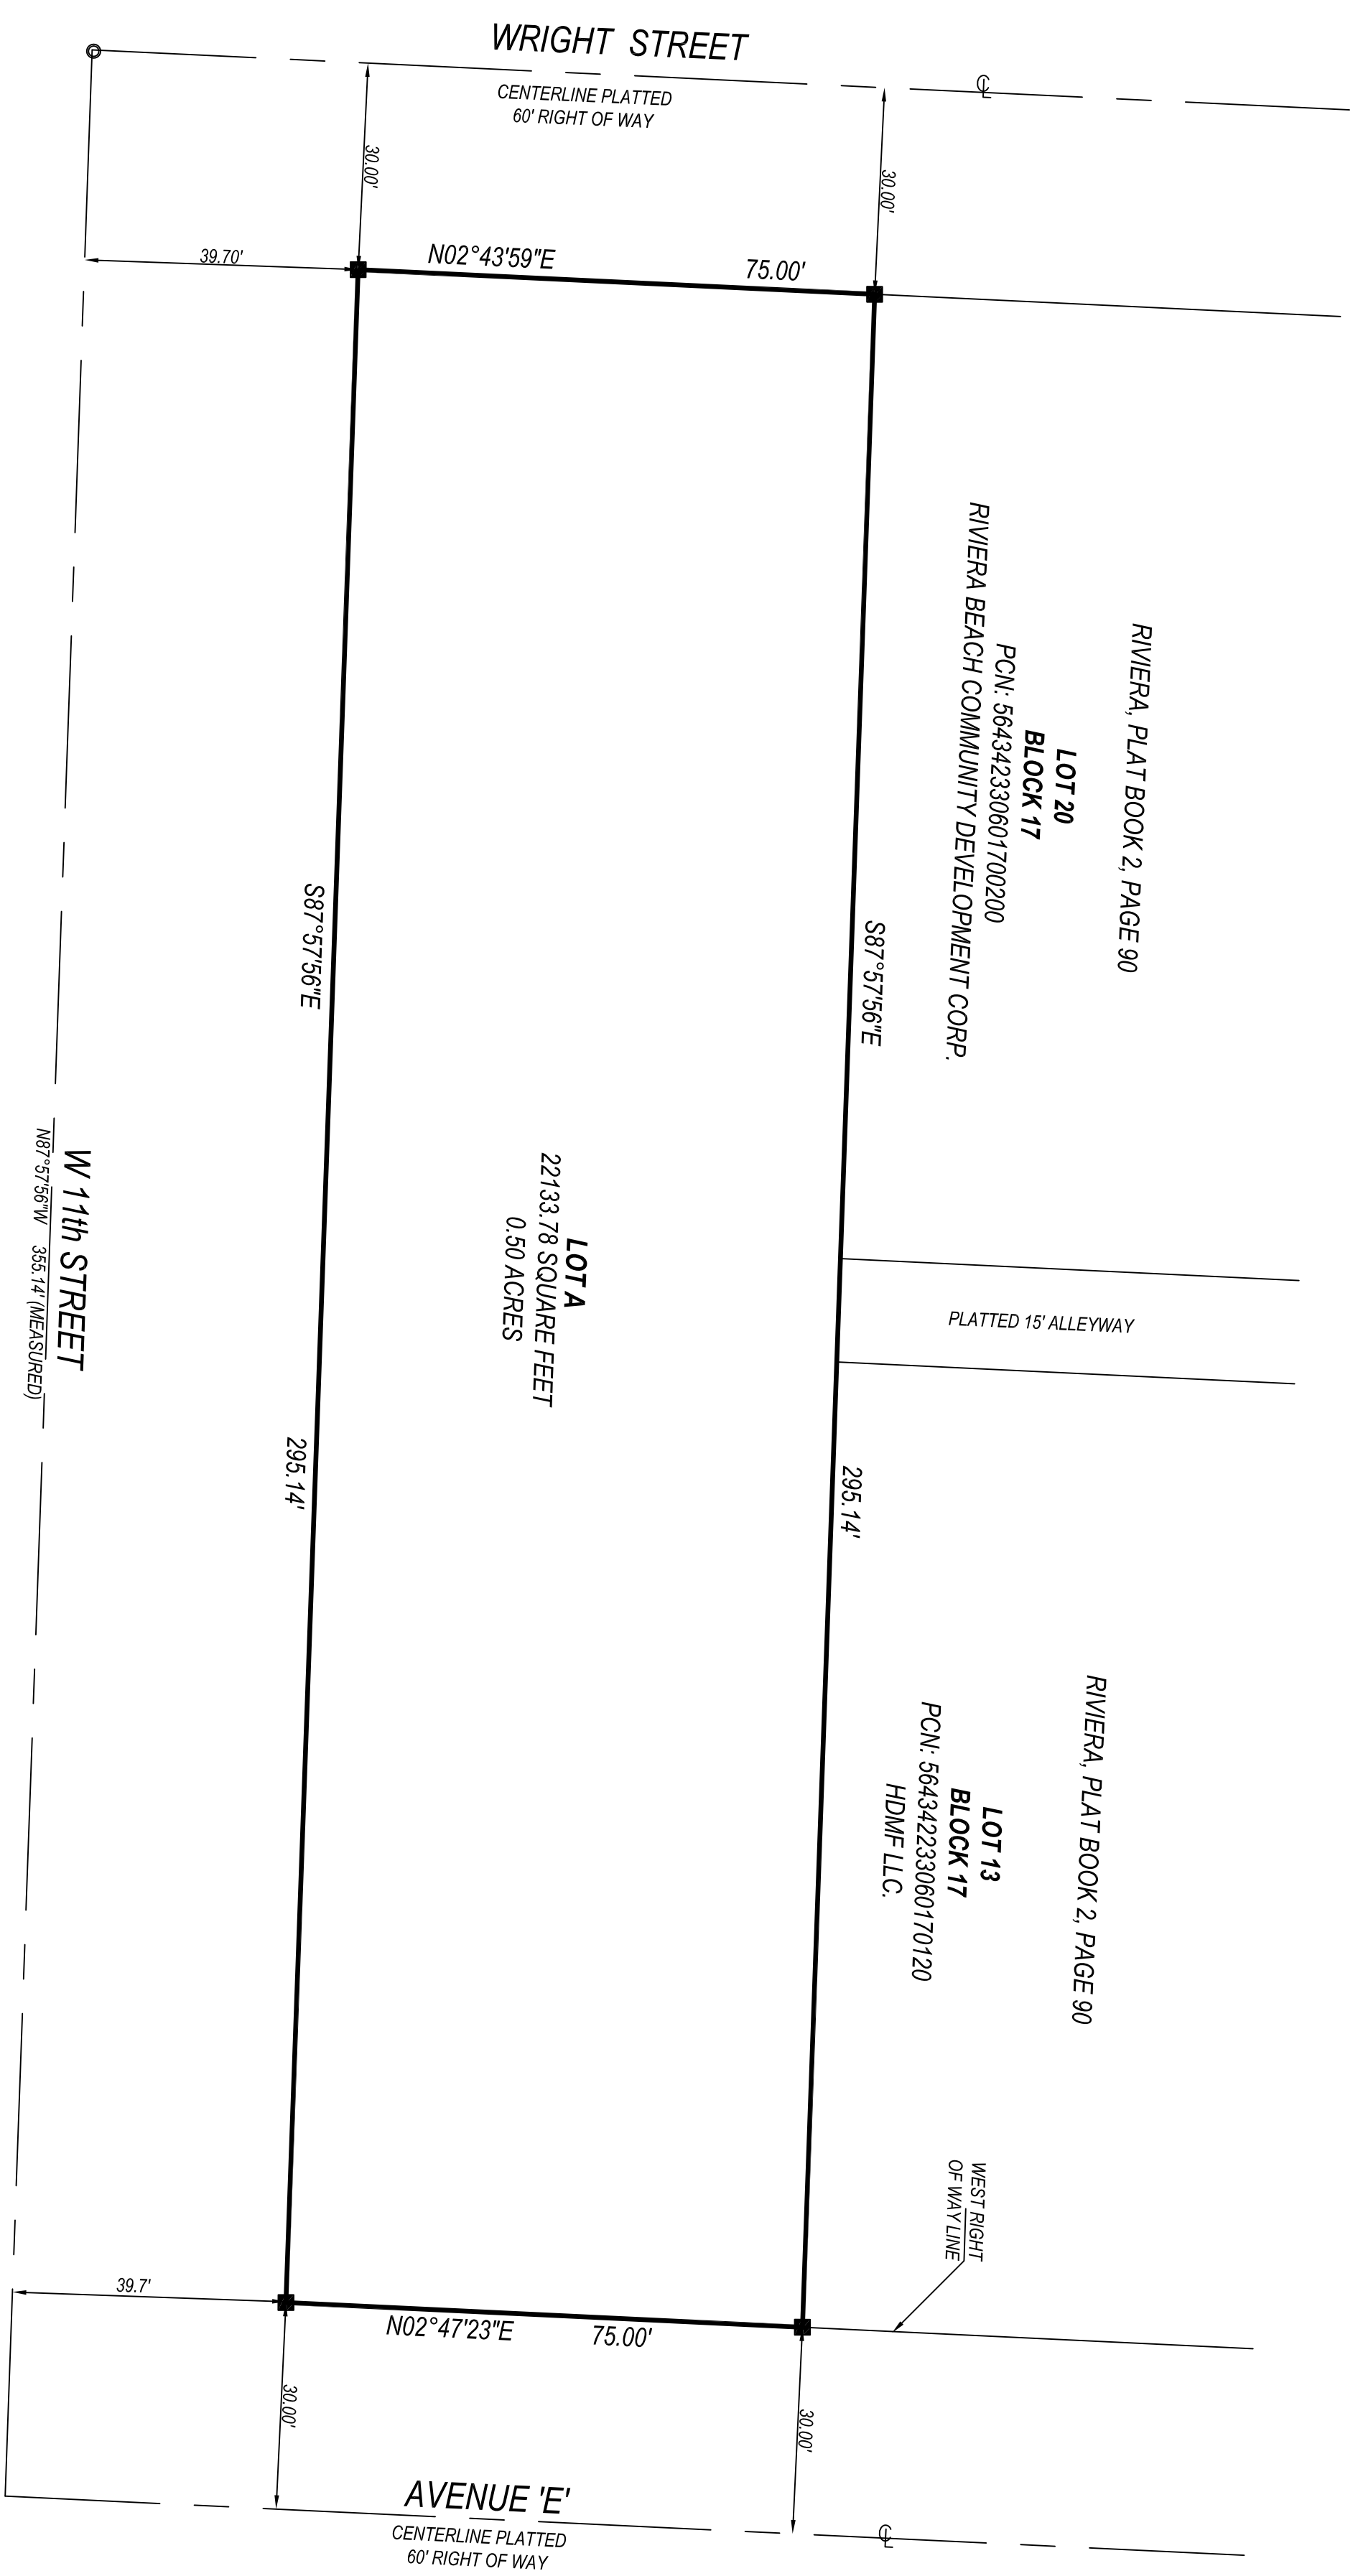 WRIGHT STREET
CENTERLINE PLATTED
60' RIGHT OF WAY
CL
30.00'
30.00'
39.70'
N02°43'59"E
75.00'
RIVIERA, PLAT BOOK 2, PAGE 90
LOT 20
BLOCK 17
PCN: 564342330601700200
RIVIERA BEACH COMMUNITY DEVELOPMENT CORP.
S87°57'56"E
S87°57'56"E
LOT A
22133.78 SQUARE FEET
0.50 ACRES
PLATTED 15' ALLEYWAY
W 11th STREET
N87°57'56"W 355.14' (MEASURED)
295.14'
295.14'
RIVIERA, PLAT BOOK 2, PAGE 90
LOT 13
BLOCK 17
PCN: 564342233060170120
HDMF LLC.
WEST RIGHT
OF WAY LINE
39.7'
N02°47'23"E
75.00'
30.00'
30.00'
AVENUE 'E'
CENTERLINE PLATTED
60' RIGHT OF WAY
CL